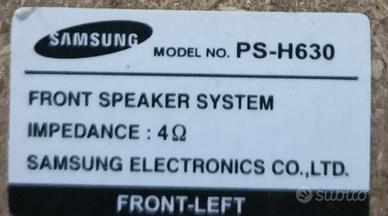 SAMSUNG MODEL NO. PS-H630
FRONT SPEAKER SYSTEM
IMPEDANCE : 4Ω
SAMSUNG ELECTRONICS CO.,LTD.
FRONT-LEFT
subito